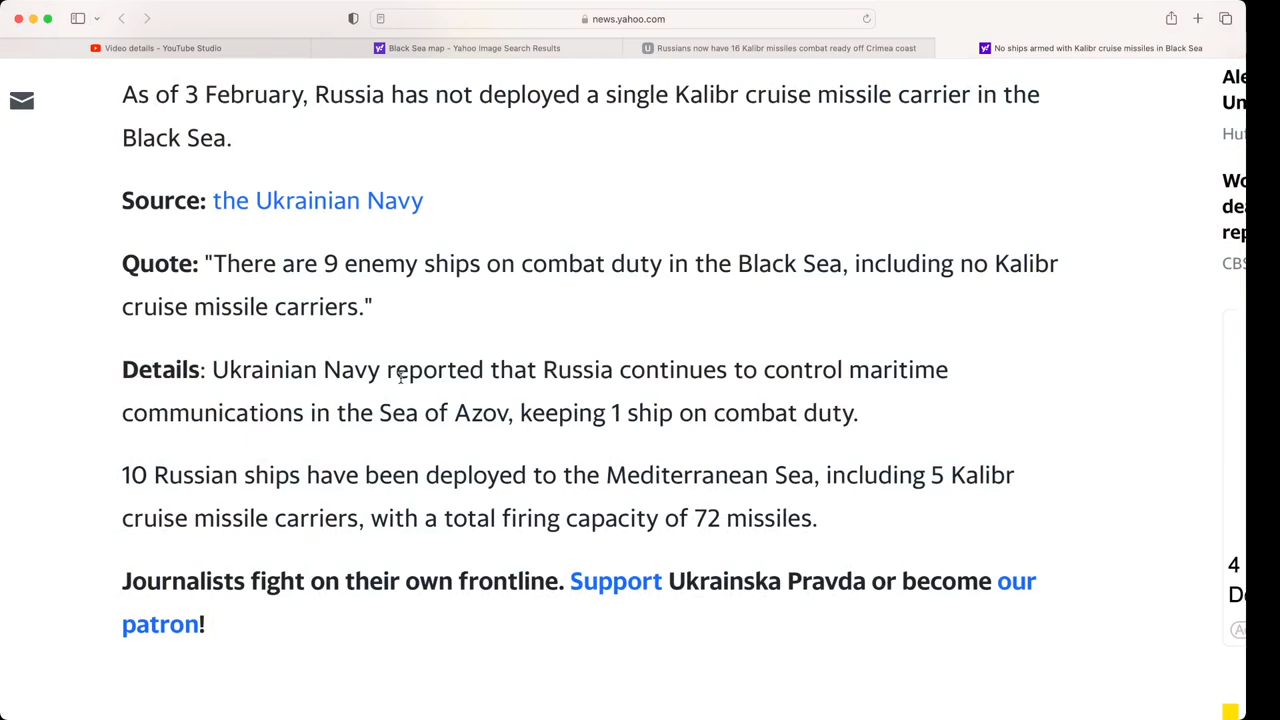 news.yahoo.com
Video details - YouTube Studio
Black Sea map - Yahoo Image Search Results
Russians now have 16 Kalibr missiles combat ready off Crimea coast
No ships armed with Kalibr cruise missiles in Black Sea
As of 3 February, Russia has not deployed a single Kalibr cruise missile carrier in the
Black Sea.
Source: the Ukrainian Navy
Quote: "There are 9 enemy ships on combat duty in the Black Sea, including no Kalibr
cruise missile carriers."
Details: Ukrainian Navy reported that Russia continues to control maritime
communications in the Sea of Azov, keeping 1 ship on combat duty.
10 Russian ships have been deployed to the Mediterranean Sea, including 5 Kalibr
cruise missile carriers, with a total firing capacity of 72 missiles.
Journalists fight on their own frontline. Support Ukrainska Pravda or become our
patron!
4